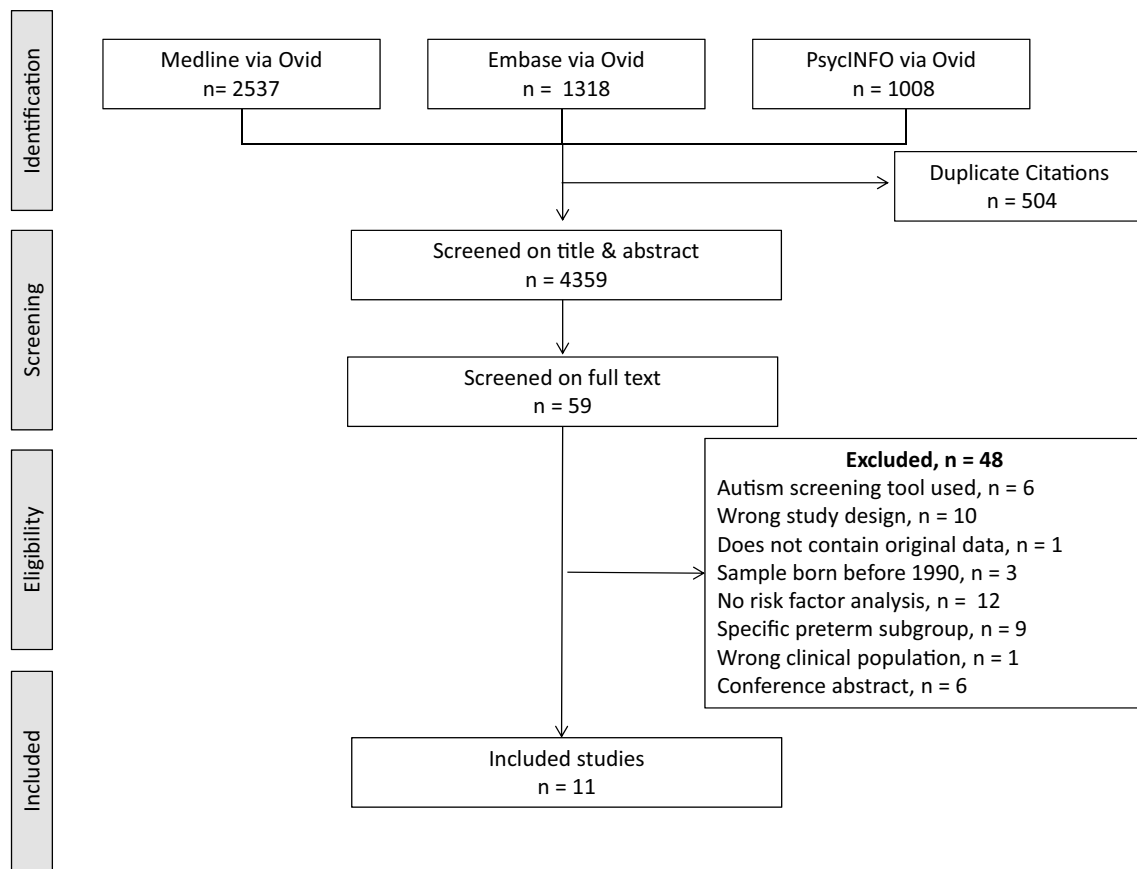 Identification
Medline via Ovid
n= 2537
Embase via Ovid
n =  1318
PsycINFO via Ovid
n = 1008
Duplicate Citations
n = 504
Screening
Screened on title & abstract
n = 4359
Screened on full text
n = 59
Eligibility
Excluded, n = 48
Autism screening tool used, n = 6
Wrong study design, n = 10
Does not contain original data, n = 1
Sample born before 1990, n = 3
No risk factor analysis, n =  12
Specific preterm subgroup, n = 9
Wrong clinical population, n = 1
Conference abstract, n = 6
Included
Included studies
n = 11